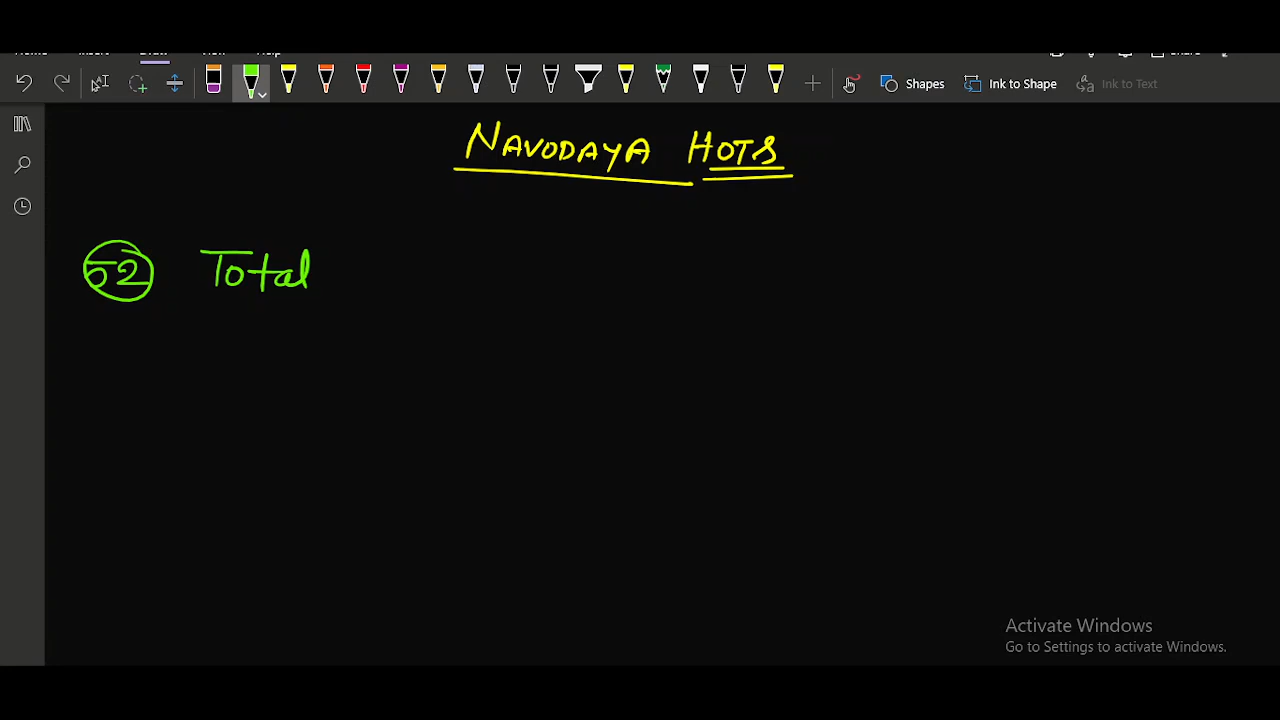 Shapes Ink to Shape Ink to Text
NAVODAYA HOTS
52 Total
Activate Windows
Go to Settings to activate Windows.